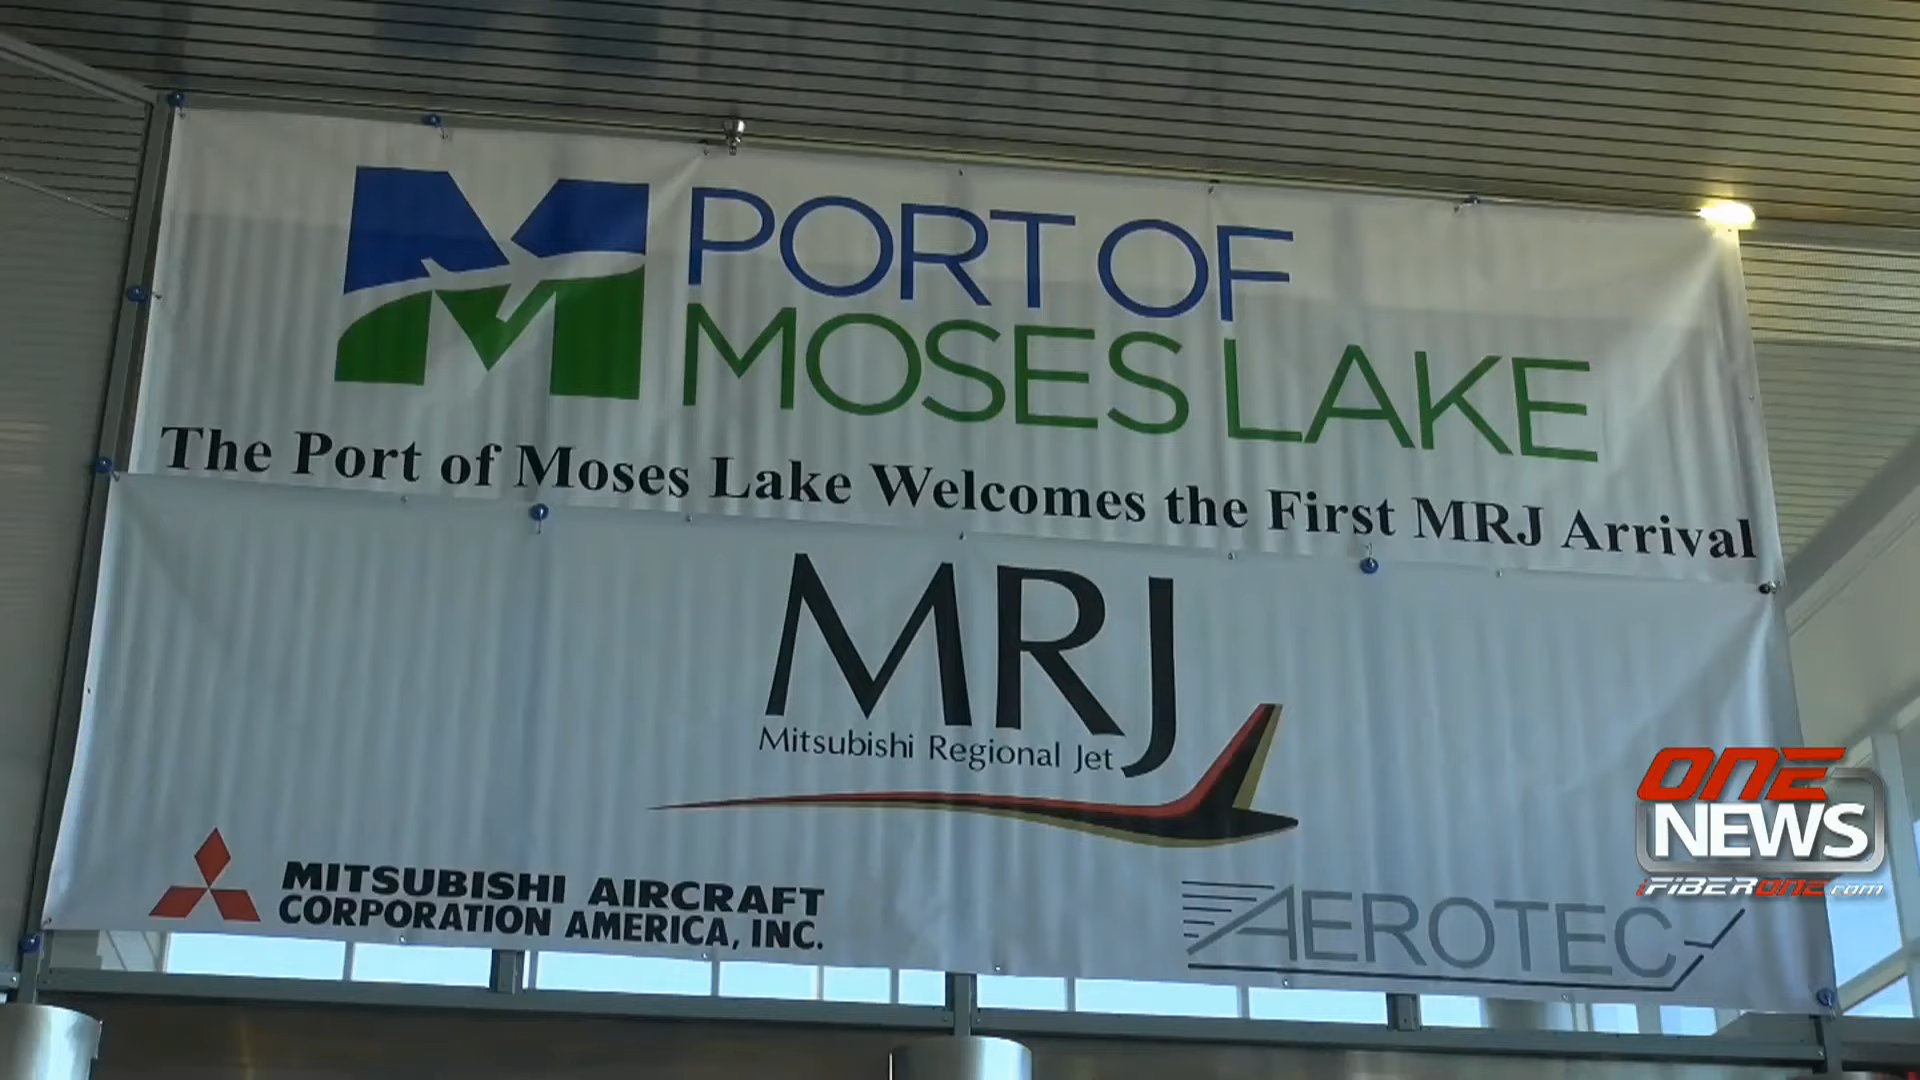 PORT OF
MOSES LAKE
The Port of Moses Lake Welcomes the First MRJ Arrival
MRJ
Mitsubishi Regional Jet
MITSUBISHI AIRCRAFT
CORPORATION AMERICA, INC.
AEROTEC
ONE
NEWS
iFIBERONE.com